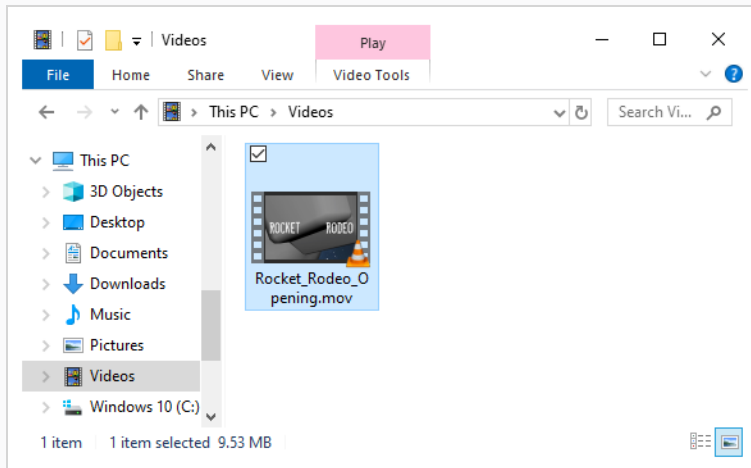 Videos
Play
File
Home
Share
View
Video Tools
?
This PC
Videos
Search Vi...
This PC
3D Objects
Desktop
Documents
Downloads
Music
Pictures
Videos
Windows 10 (C:)
ROCKET RODEO
Rocket_Rodeo_O
pening.mov
1 item
1 item selected 9.53 MB